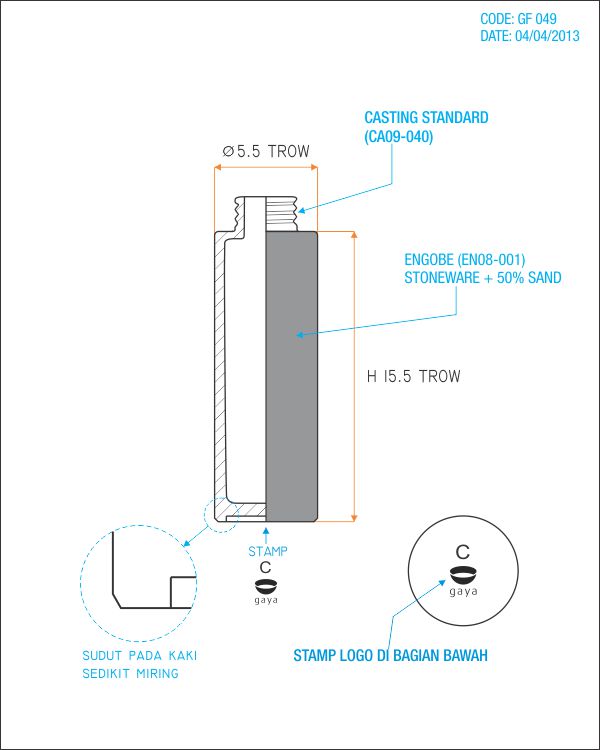 CODE: GF 049
DATE: 04/04/2013
CASTING STANDARD
(CA09-040)
Ø5.5 TROW
ENGOBE (EN08-001)
STONEWARE + 50% SAND
H 15.5 TROW
STAMP
C
gaya
C
gaya
SUDUT PADA KAKI
SEDIKIT MIRING
STAMP LOGO DI BAGIAN BAWAH